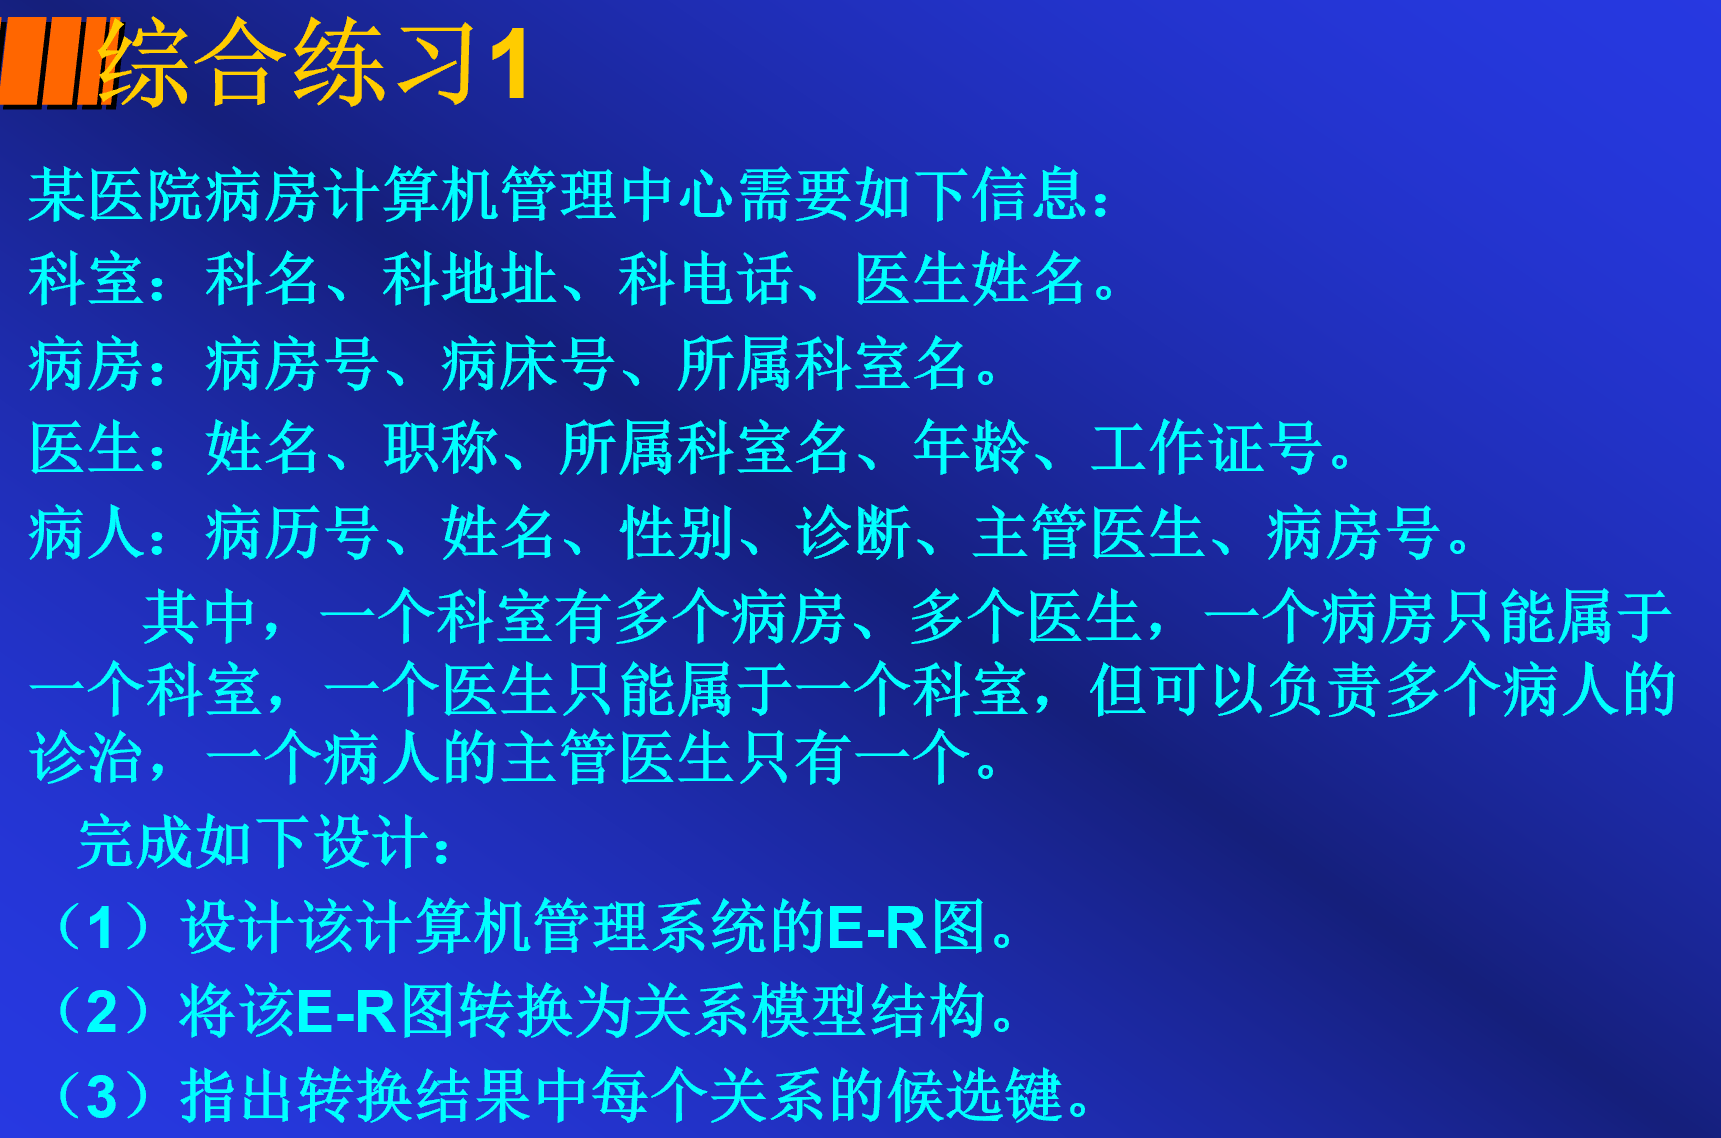 综合练习1
某医院病房计算机管理中心需要如下信息：
科室：科名、科地址、科电话、医生姓名。
病房：病房号、病床号、所属科室名。
医生：姓名、职称、所属科室名、年龄、工作证号。
病人：病历号、姓名、性别、诊断、主管医生、病房号。
其中，一个科室有多个病房、多个医生，一个病房只能属于
一个科室，一个医生只能属于一个科室，但可以负责多个病人的
诊治，一个病人的主管医生只有一个。
完成如下设计：
（1）设计该计算机管理系统的E-R图。
（2）将该E-R图转换为关系模型结构。
（3）指出转换结果中每个关系的候选键。